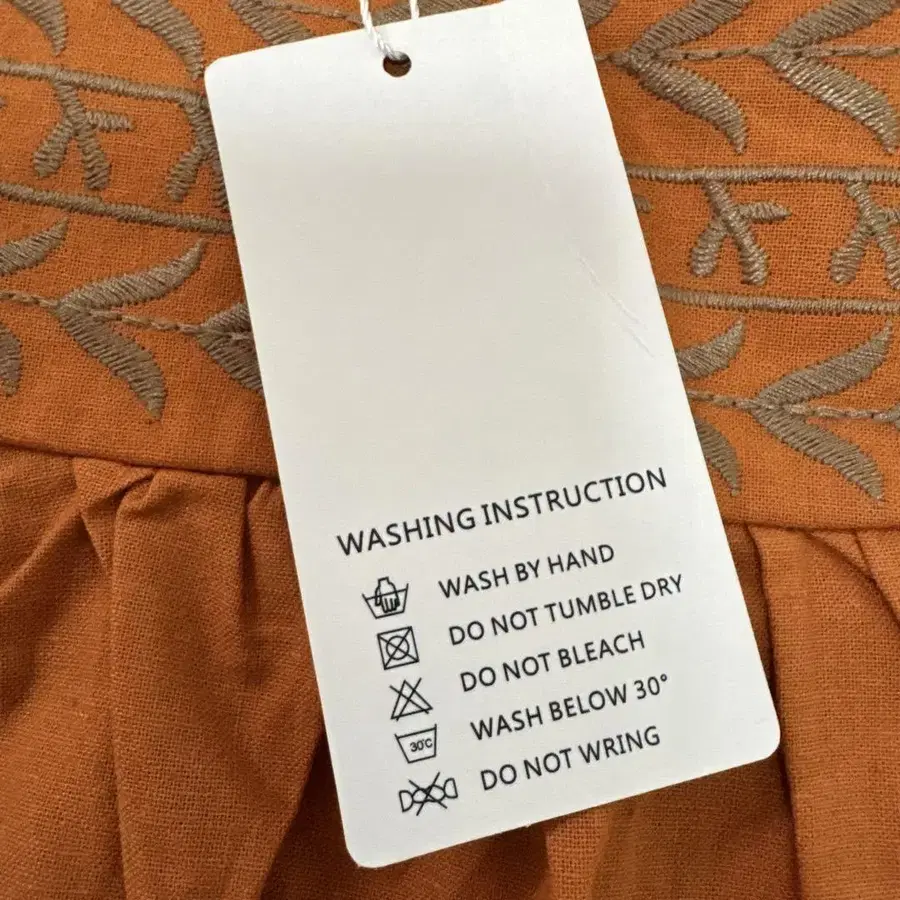 WASHING INSTRUCTION
WASH BY HAND
DO NOT TUMBLE DRY
DO NOT BLEACH
30°C WASH BELOW 30°
DO NOT WRING